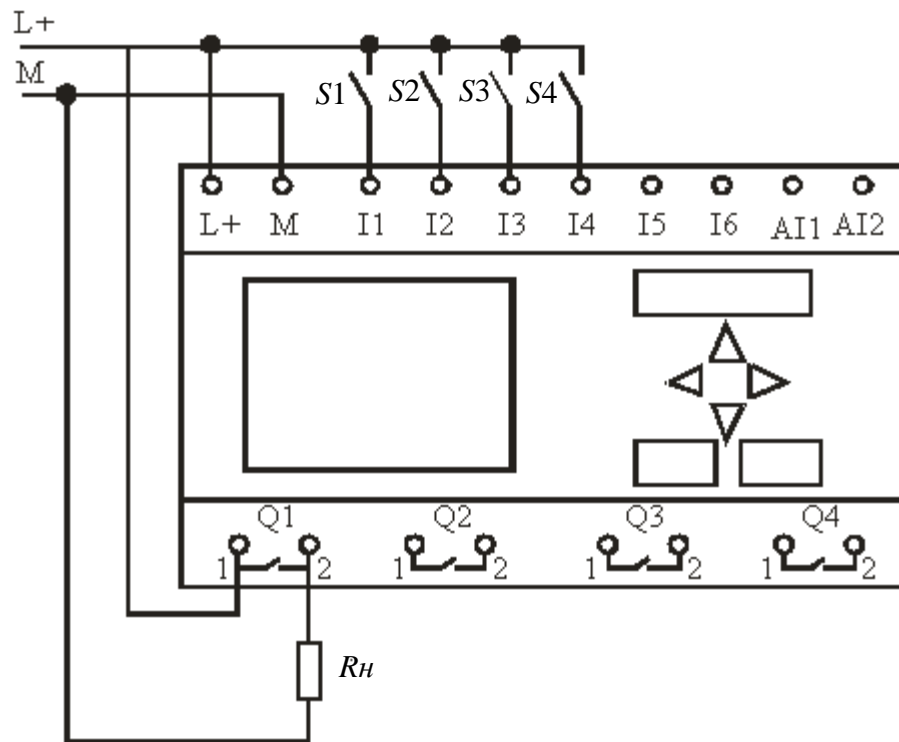 L+
M
S1 S2 S3 S4
L+ M I1 I2 I3 I4 I5 I6 AI1 AI2
Q1 Q2 Q3 Q4
1 2 1 2 1 2 1 2
Rн